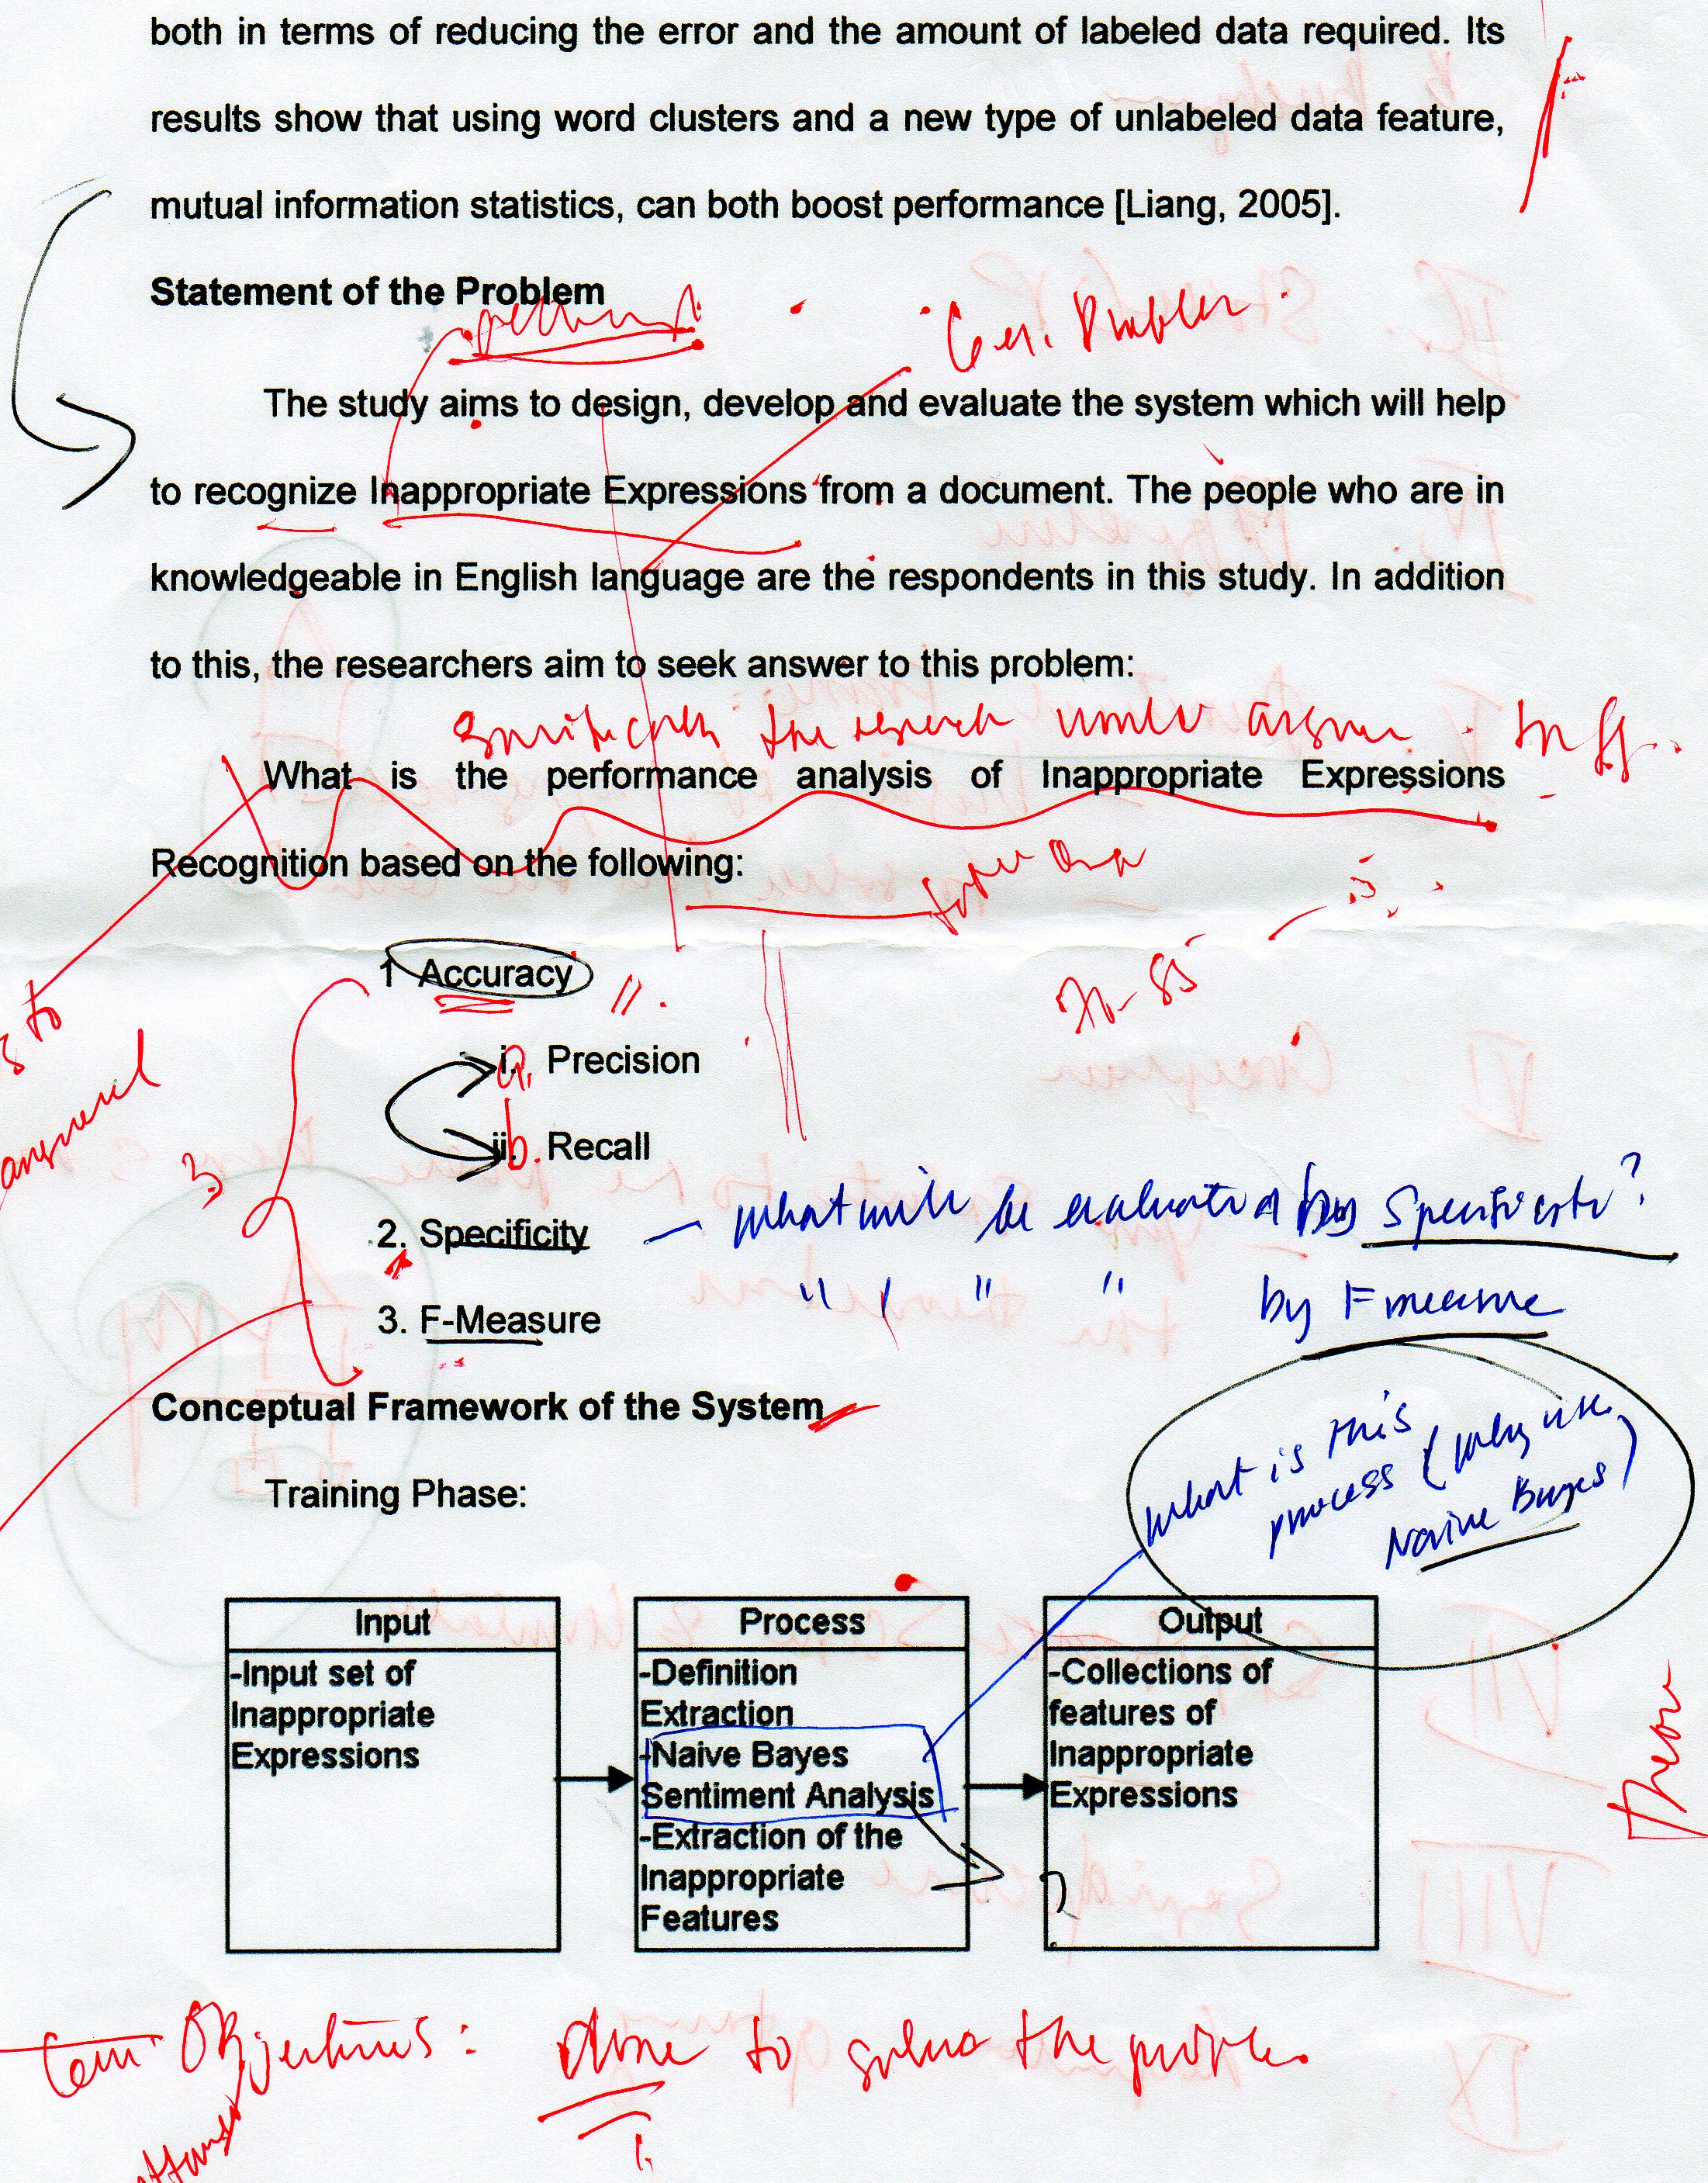 both in terms of reducing the error and the amount of labeled data required. Its
results show that using word clusters and a new type of unlabeled data feature,
mutual information statistics, can both boost performance [Liang, 2005].
Statement of the Problem
Gen. Problem
The study aims to design, develop and evaluate the system which will help
to recognize Inappropriate Expressions from a document. The people who are in
knowledgeable in English language are the respondents in this study. In addition
to this, the researchers aim to seek answer to this problem:
Specifically the research would answer
What is the performance analysis of Inappropriate Expressions
Recognition based on the following:
1 Accuracy
70-85
i. Precision
a.
ii. Recall
b.
3
2. Specificity
what will be evaluated by Specificity?
" " " "
by F measure
3. F-Measure
Conceptual Framework of the System
Training Phase:
what is this
process (why use
Naive Bayes)
Input
-Input set of
Inappropriate
Expressions
Process
-Definition
Extraction
-Naive Bayes
Sentiment Analysis
-Extraction of the
Inappropriate
Features
Output
-Collections of
features of
Inappropriate
Expressions
?
Objectives: done to solve the